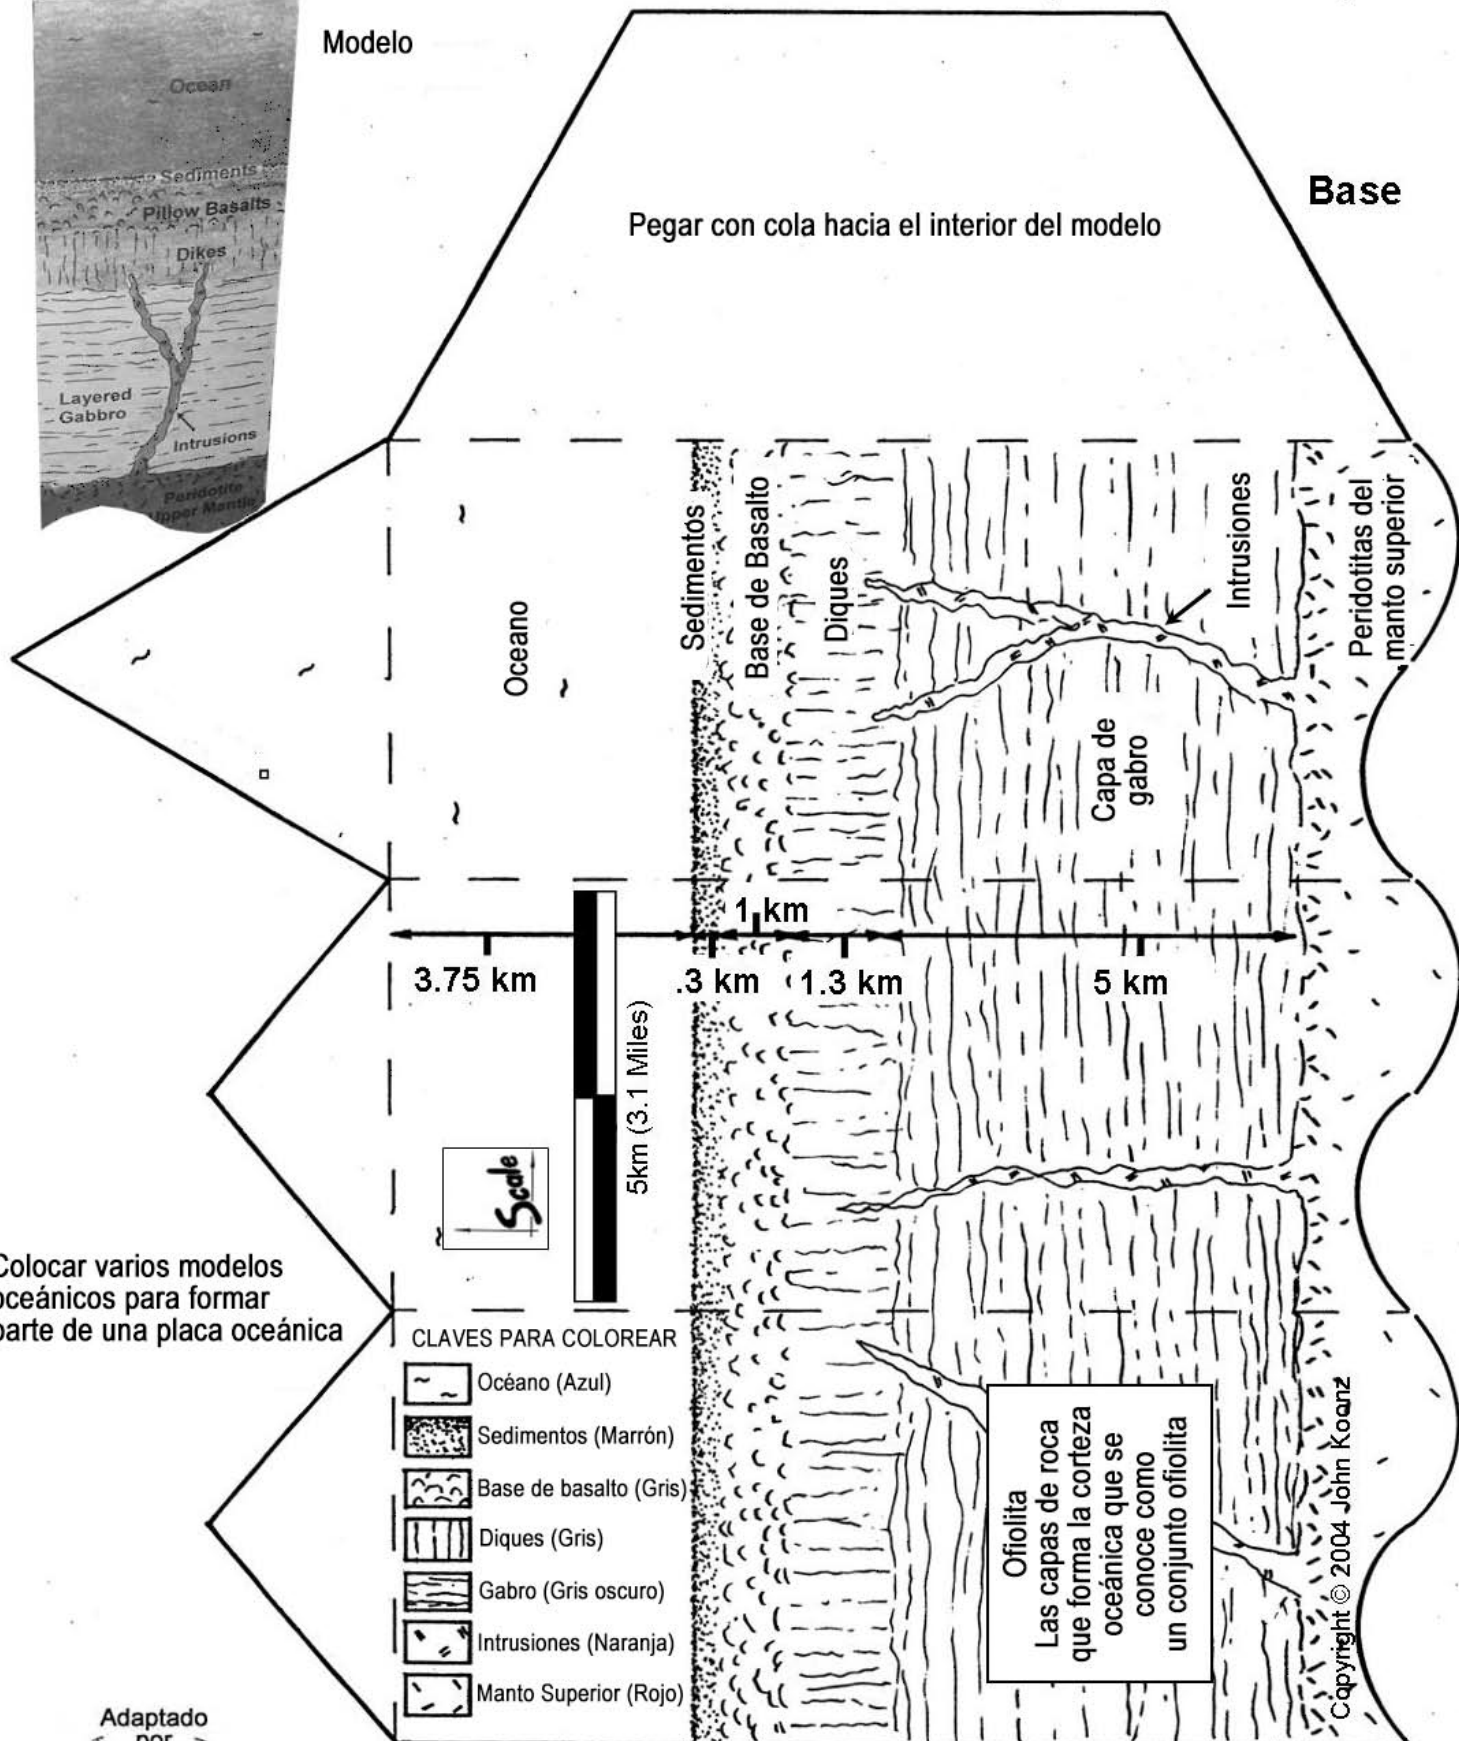 Modelo
Ocean
Sediments
Pillow Basalts
Dikes
Layered
Gabbro
Intrusions
Peridotite
Upper Mantle
Base
Pegar con cola hacia el interior del modelo
Oceano
Sedimentos
Base de Basalto
Diques
Capa de
gabro
Intrusiones
Peridotitas del
manto superior
3.75 km
.3 km
1 km
1.3 km
5 km
5km (3.1 Miles)
Scale
Colocar varios modelos
oceánicos para formar
parte de una placa oceánica
CLAVES PARA COLOREAR
Océano (Azul)
Sedimentos (Marrón)
Base de basalto (Gris)
Diques (Gris)
Gabro (Gris oscuro)
Intrusiones (Naranja)
Manto Superior (Rojo)
Ofiolita
Las capas de roca
que forma la corteza
oceánica que se
conoce como
un conjunto ofiolita
Copyright © 2004 John Koonz
Adaptado
por